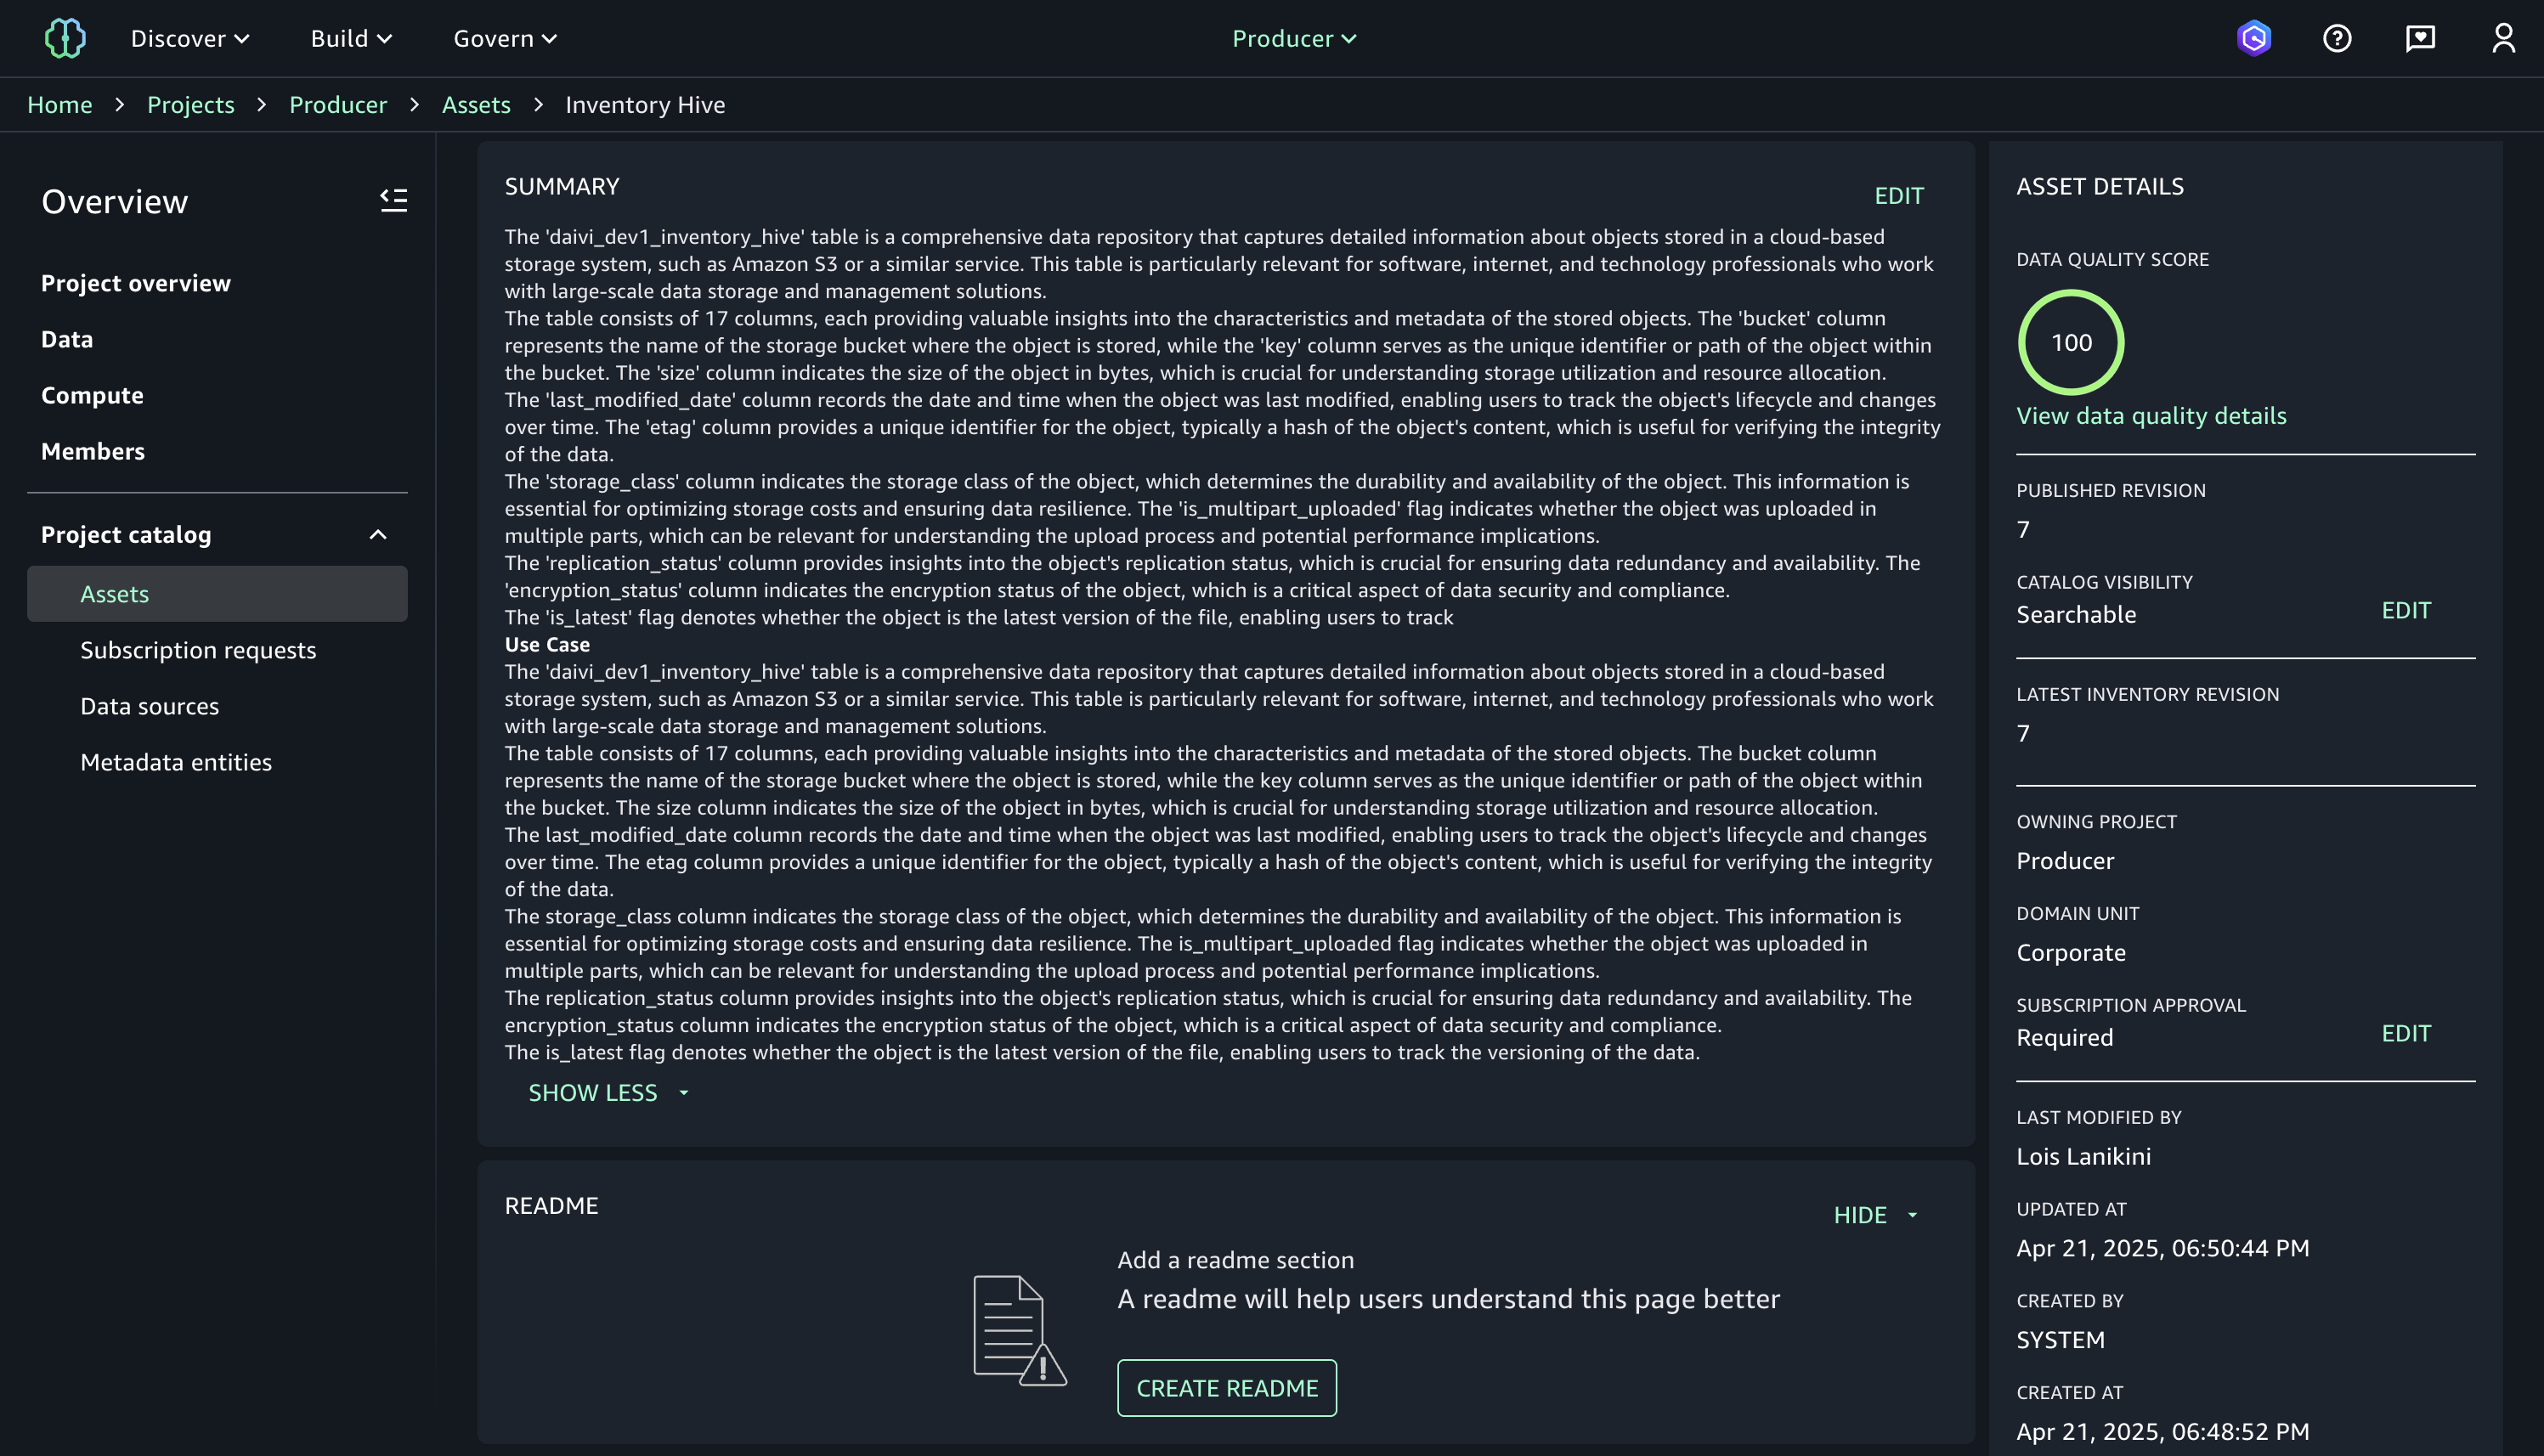 Discover
Build
Govern
Producer
Home
Projects
Producer
Assets
Inventory Hive
Overview
Project overview
Data
Compute
Members
Project catalog
Assets
Subscription requests
Data sources
Metadata entities
SUMMARY
EDIT
The 'daivi_dev1_inventory_hive' table is a comprehensive data repository that captures detailed information about objects stored in a cloud-based
storage system, such as Amazon S3 or a similar service. This table is particularly relevant for software, internet, and technology professionals who work
with large-scale data storage and management solutions.
The table consists of 17 columns, each providing valuable insights into the characteristics and metadata of the stored objects. The 'bucket' column
represents the name of the storage bucket where the object is stored, while the 'key' column serves as the unique identifier or path of the object within
the bucket. The 'size' column indicates the size of the object in bytes, which is crucial for understanding storage utilization and resource allocation.
The 'last_modified_date' column records the date and time when the object was last modified, enabling users to track the object's lifecycle and changes
over time. The 'etag' column provides a unique identifier for the object, typically a hash of the object's content, which is useful for verifying the integrity
of the data.
The 'storage_class' column indicates the storage class of the object, which determines the durability and availability of the object. This information is
essential for optimizing storage costs and ensuring data resilience. The 'is_multipart_uploaded' flag indicates whether the object was uploaded in
multiple parts, which can be relevant for understanding the upload process and potential performance implications.
The 'replication_status' column provides insights into the object's replication status, which is crucial for ensuring data redundancy and availability. The
'encryption_status' column indicates the encryption status of the object, which is a critical aspect of data security and compliance.
The 'is_latest' flag denotes whether the object is the latest version of the file, enabling users to track
Use Case
The 'daivi_dev1_inventory_hive' table is a comprehensive data repository that captures detailed information about objects stored in a cloud-based
storage system, such as Amazon S3 or a similar service. This table is particularly relevant for software, internet, and technology professionals who work
with large-scale data storage and management solutions.
The table consists of 17 columns, each providing valuable insights into the characteristics and metadata of the stored objects. The bucket column
represents the name of the storage bucket where the object is stored, while the key column serves as the unique identifier or path of the object within
the bucket. The size column indicates the size of the object in bytes, which is crucial for understanding storage utilization and resource allocation.
The last_modified_date column records the date and time when the object was last modified, enabling users to track the object's lifecycle and changes
over time. The etag column provides a unique identifier for the object, typically a hash of the object's content, which is useful for verifying the integrity
of the data.
The storage_class column indicates the storage class of the object, which determines the durability and availability of the object. This information is
essential for optimizing storage costs and ensuring data resilience. The is_multipart_uploaded flag indicates whether the object was uploaded in
multiple parts, which can be relevant for understanding the upload process and potential performance implications.
The replication_status column provides insights into the object's replication status, which is crucial for ensuring data redundancy and availability. The
encryption_status column indicates the encryption status of the object, which is a critical aspect of data security and compliance.
The is_latest flag denotes whether the object is the latest version of the file, enabling users to track the versioning of the data.
SHOW LESS
README
HIDE
Add a readme section
A readme will help users understand this page better
CREATE README
ASSET DETAILS
DATA QUALITY SCORE
100
View data quality details
PUBLISHED REVISION
7
CATALOG VISIBILITY
Searchable
EDIT
LATEST INVENTORY REVISION
7
OWNING PROJECT
Producer
DOMAIN UNIT
Corporate
SUBSCRIPTION APPROVAL
Required
EDIT
LAST MODIFIED BY
Lois Lanikini
UPDATED AT
Apr 21, 2025, 06:50:44 PM
CREATED BY
SYSTEM
CREATED AT
Apr 21, 2025, 06:48:52 PM